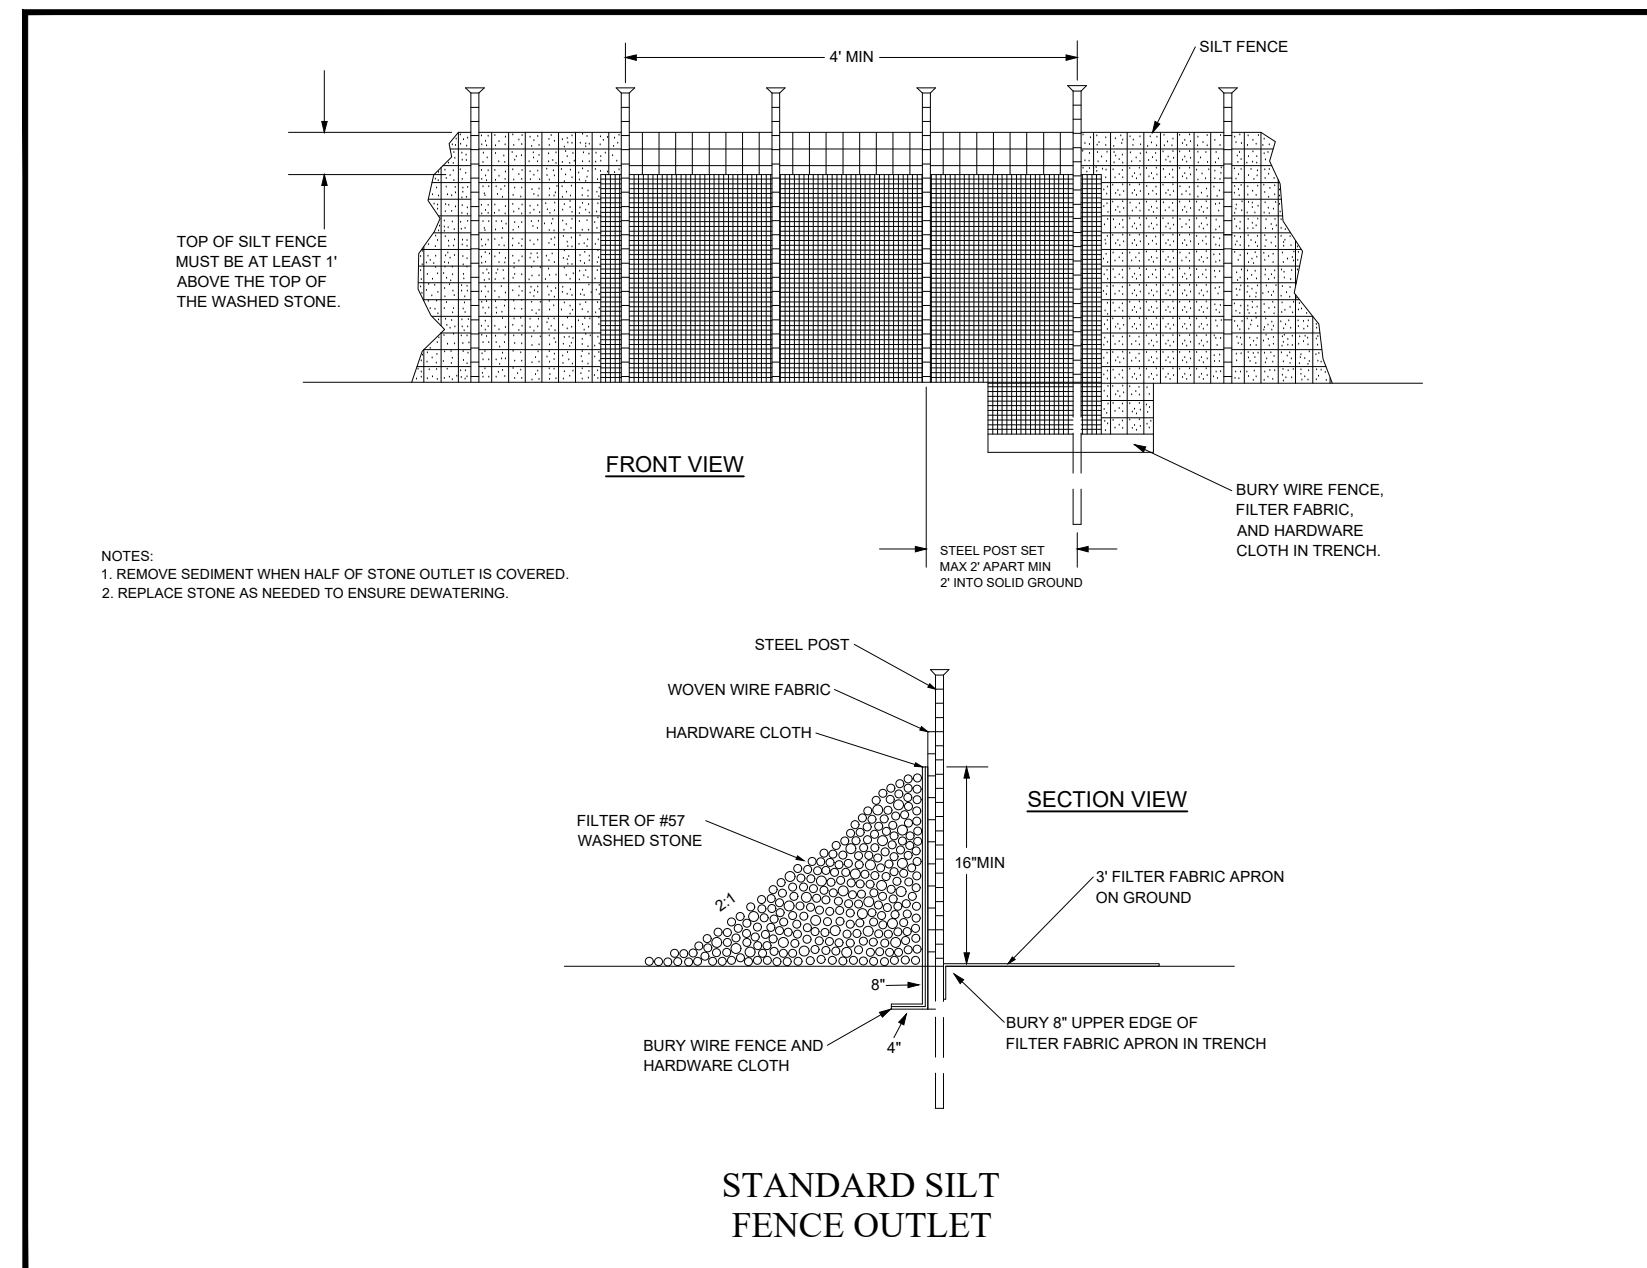 4' MIN
SILT FENCE
TOP OF SILT FENCE
MUST BE AT LEAST 1'
ABOVE THE TOP OF
THE WASHED STONE.
FRONT VIEW
BURY WIRE FENCE,
FILTER FABRIC,
AND HARDWARE
CLOTH IN TRENCH.
STEEL POST SET
MAX 2' APART MIN
2' INTO SOLID GROUND
NOTES:
1. REMOVE SEDIMENT WHEN HALF OF STONE OUTLET IS COVERED.
2. REPLACE STONE AS NEEDED TO ENSURE DEWATERING.
STEEL POST
WOVEN WIRE FABRIC
HARDWARE CLOTH
SECTION VIEW
FILTER OF #57
WASHED STONE
16"MIN
3' FILTER FABRIC APRON
ON GROUND
2:1
8"
4"
BURY WIRE FENCE AND
HARDWARE CLOTH
BURY 8" UPPER EDGE OF
FILTER FABRIC APRON IN TRENCH
STANDARD SILT
FENCE OUTLET